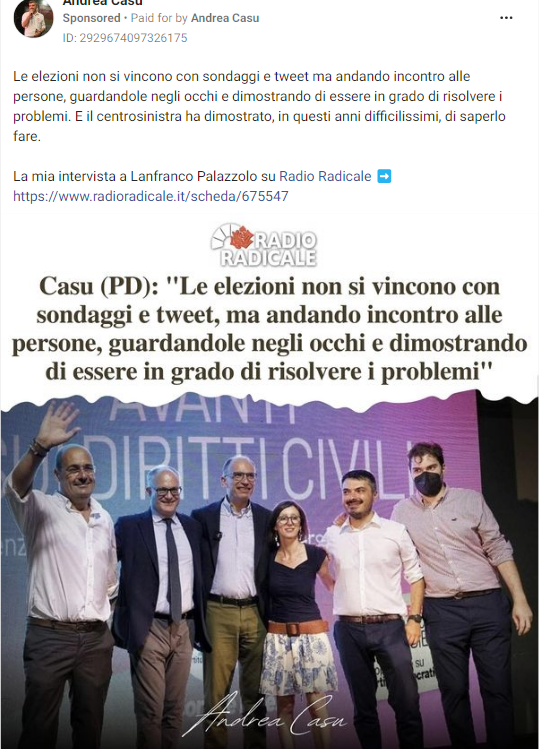 Andrea Casu
Sponsored • Paid for by Andrea Casu
ID: 2929674097326175
Le elezioni non si vincono con sondaggi e tweet ma andando incontro alle
persone, guardandole negli occhi e dimostrando di essere in grado di risolvere i
problemi. E il centrosinistra ha dimostrato, in questi anni difficilissimi, di saperlo
fare.
La mia intervista a Lanfranco Palazzolo su Radio Radicale ➡
https://www.radioradicale.it/scheda/675547
RADIO
RADICALE
Casu (PD): "Le elezioni non si vincono con
sondaggi e tweet, ma andando incontro alle
persone, guardandole negli occhi e dimostrando
di essere in grado di risolvere i problemi"
AVANTI
SU DIRITTI CIVILI
Andrea Casu